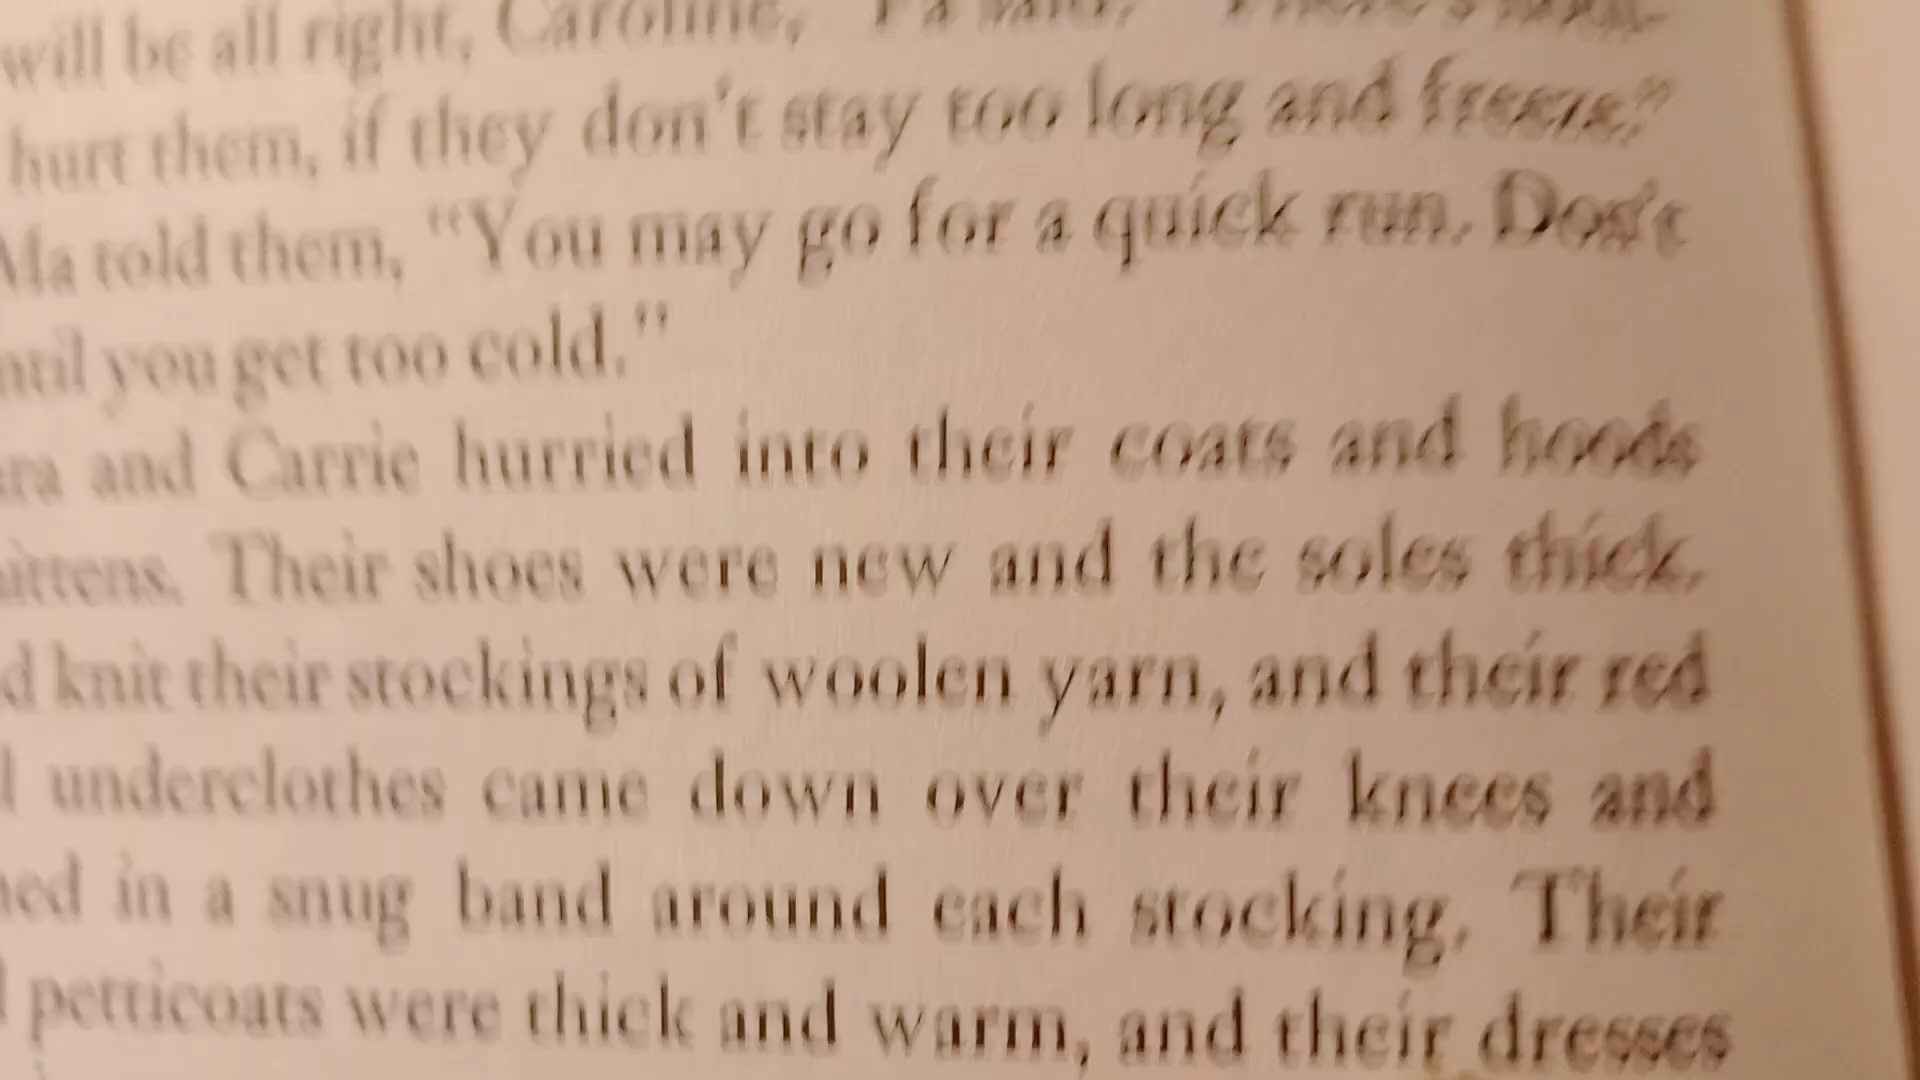 will be all right, Caroline," Pa said. "There's
hurt them, if they don't stay too long and freeze."
Ma told them, "You may go for a quick run. Don't
you get too cold."
and Carrie hurried into their coats and hoods
Their shoes were new and the soles thick.
knit their stockings of woolen yarn, and their red
underclothes came down over their knees and
in a snug band around each stocking. Their
petticoats were thick and warm, and their dresses